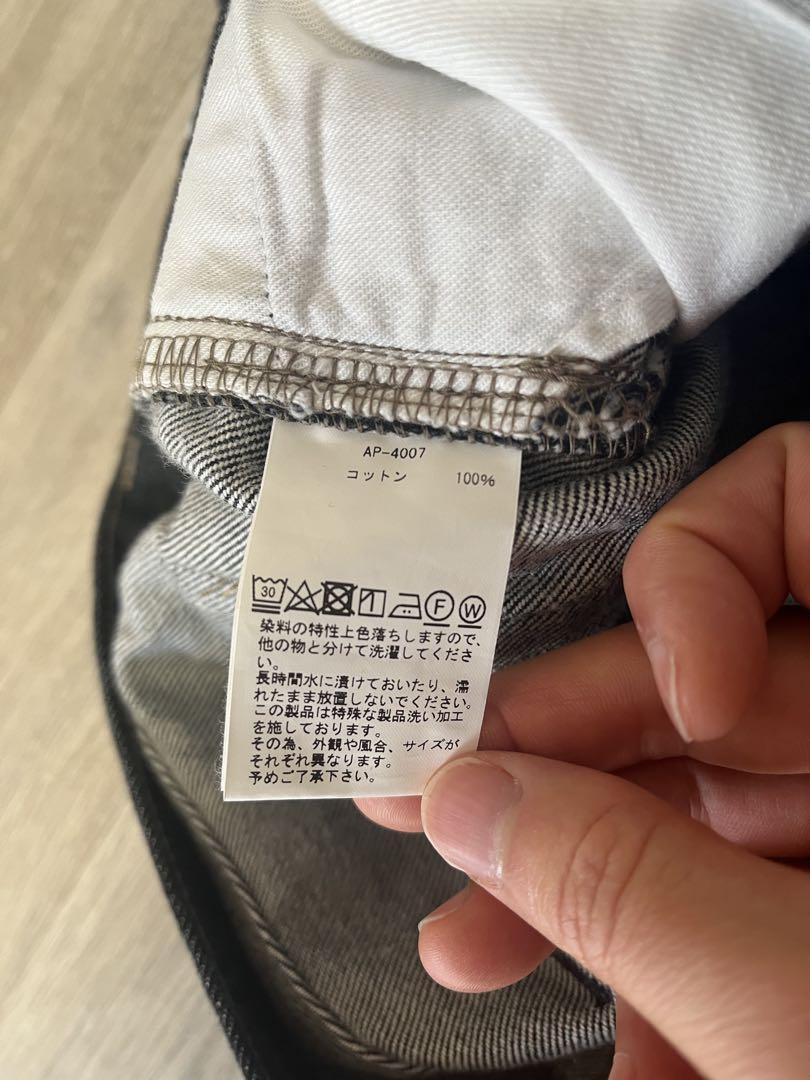 AP-4007
コットン 100%
30 F W
染料の特性上色落ちしますので、
他の物と分けて洗濯してくださ
い。
長時間水に漬けておいたり、濡
れたまま放置しないでください。
この製品は特殊な製品洗い加工
を施しております。
その為、外観や風合、サイズが
それぞれ異なります。
予めご了承下さい。